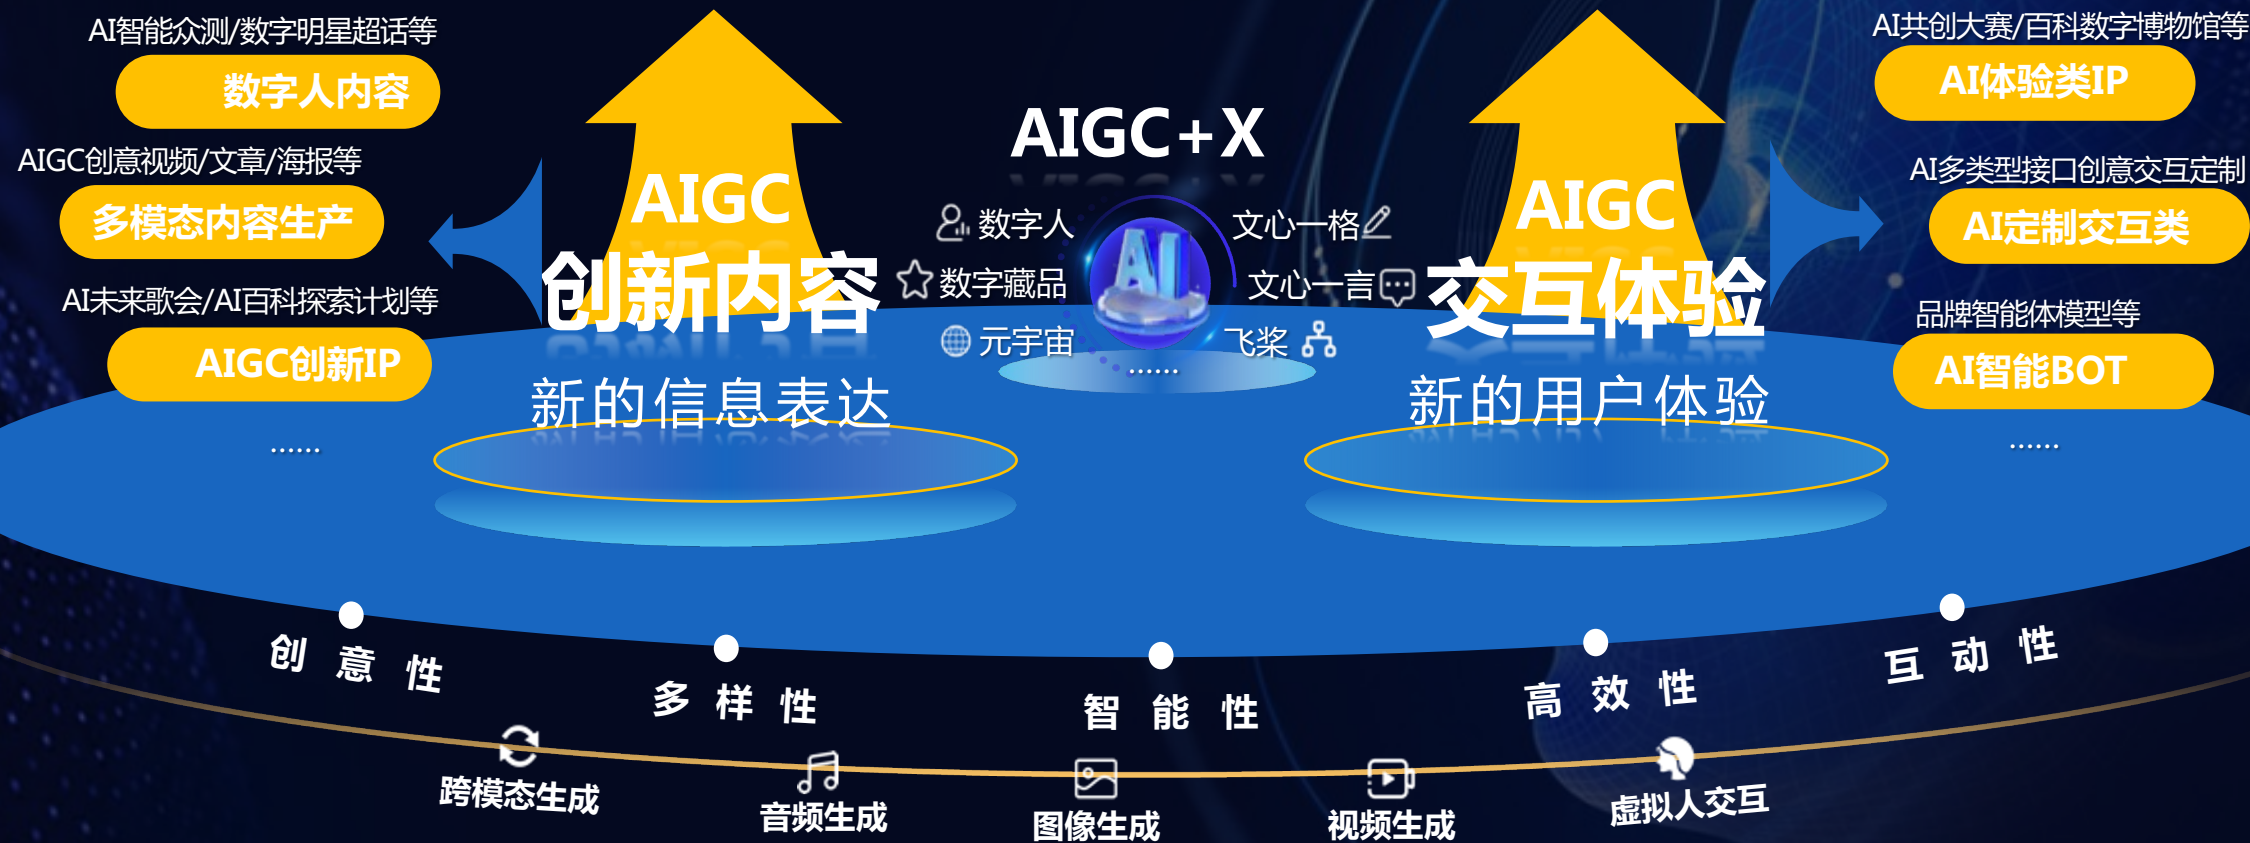 AI智能众测/数字明星超话等
数字人内容
AIGC创意视频/文章/海报等
多模态内容生产
AI未来歌会/AI百科探索计划等
AIGC创新IP
......
AIGC
创新内容
新的信息表达
AIGC+X
数字人
数字藏品
元宇宙
AI
文心一格
文心一言
飞桨
......
AIGC
交互体验
新的用户体验
AI共创大赛/百科数字博物馆等
AI体验类IP
AI多类型接口创意交互定制
AI定制交互类
品牌智能体模型等
AI智能BOT
......
创意性
多样性
智能性
高效性
互动性
跨模态生成
音频生成
图像生成
视频生成
虚拟人交互